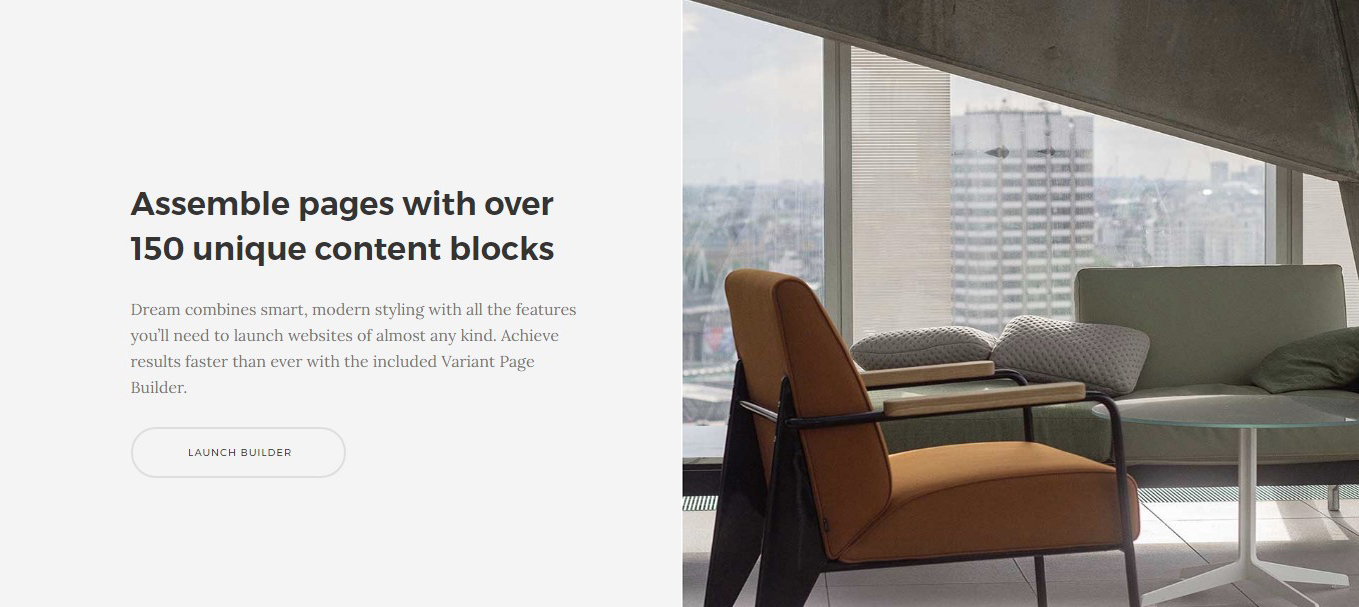 Assemble pages with over
150 unique content blocks
Dream combines smart, modern styling with all the features
you’ll need to launch websites of almost any kind. Achieve
results faster than ever with the included Variant Page
Builder.
LAUNCH BUILDER